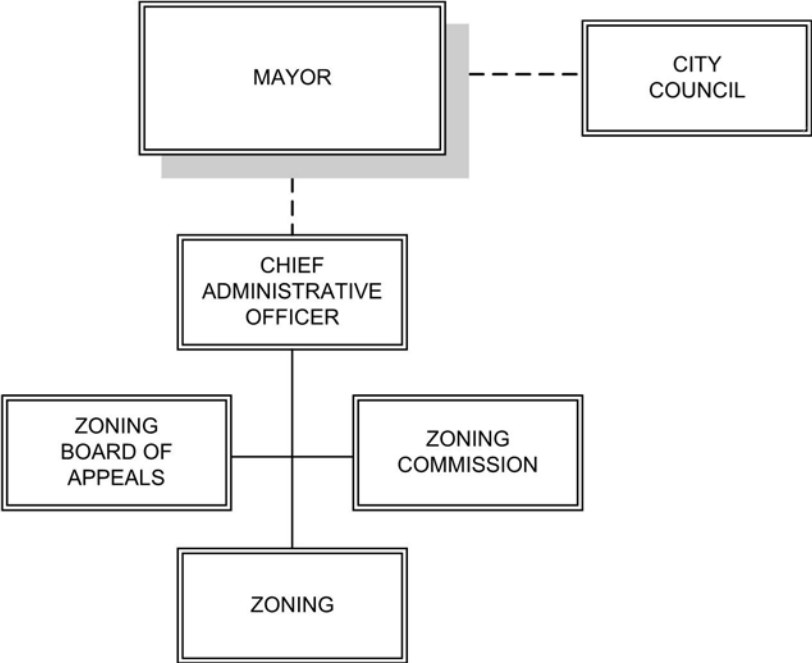 MAYOR
CITY
COUNCIL
CHIEF
ADMINISTRATIVE
OFFICER
ZONING
BOARD OF
APPEALS
ZONING
COMMISSION
ZONING